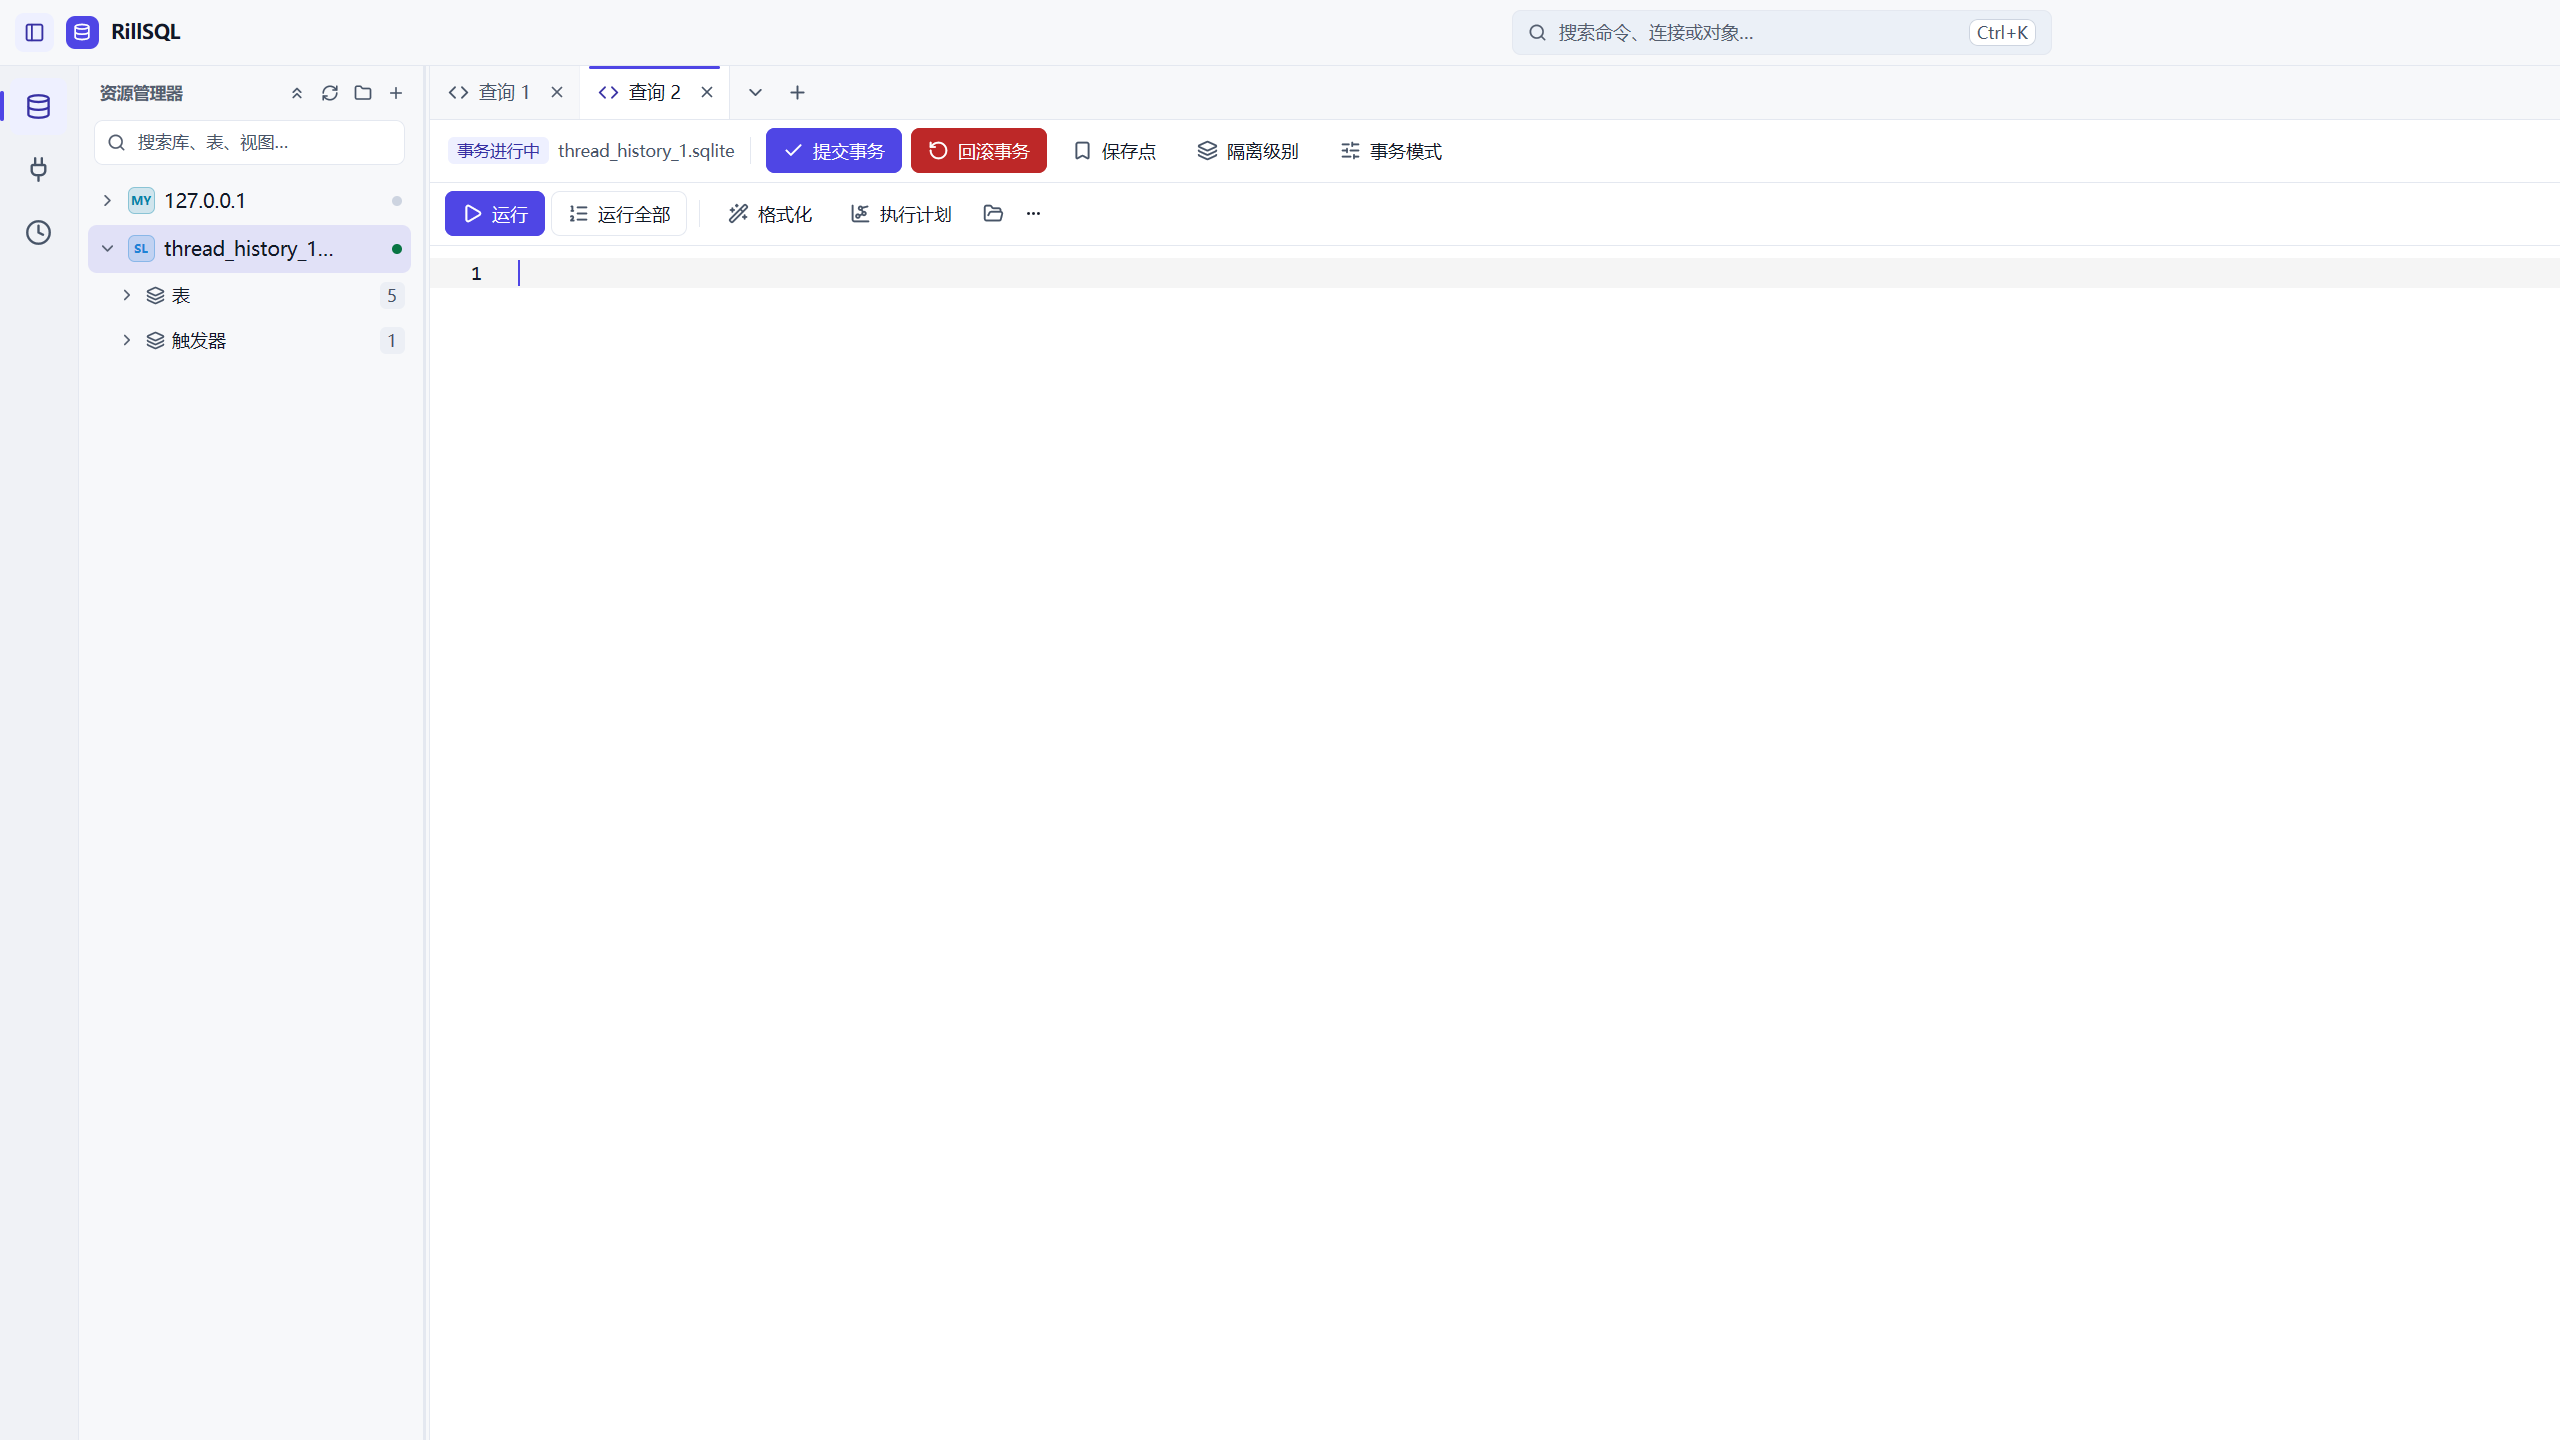 RillSQL
搜索命令、连接或对象... Ctrl+K
资源管理器
查询 1
查询 2
搜索库、表、视图...
事务进行中 thread_history_1.sqlite 提交事务 回滚事务 保存点 隔离级别 事务模式
MY 127.0.0.1
运行 运行全部 格式化 执行计划
SL thread_history_1...
1
表 5
触发器 1